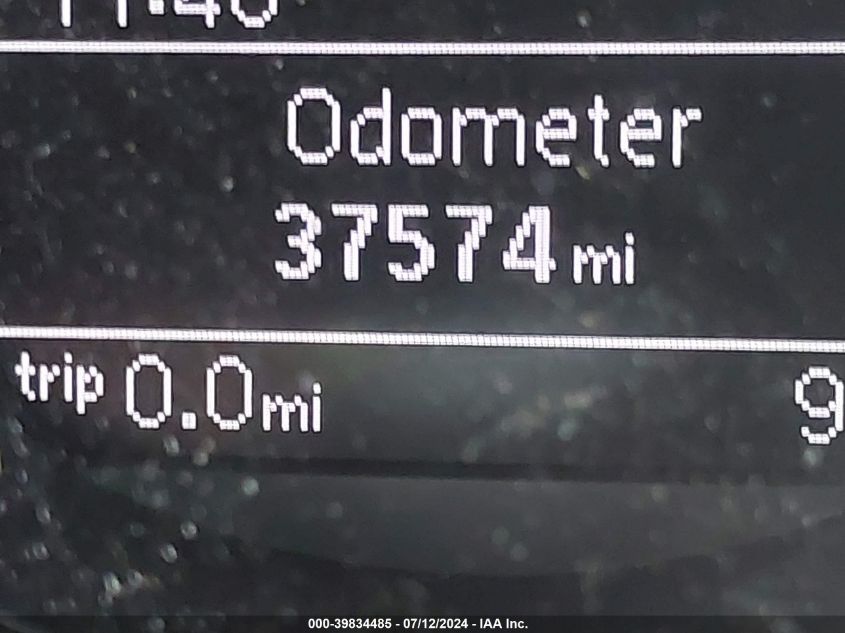 Odometer
37574 mi
trip 0.0 mi 9
000-39834485 - 07/12/2024 - IAA Inc.